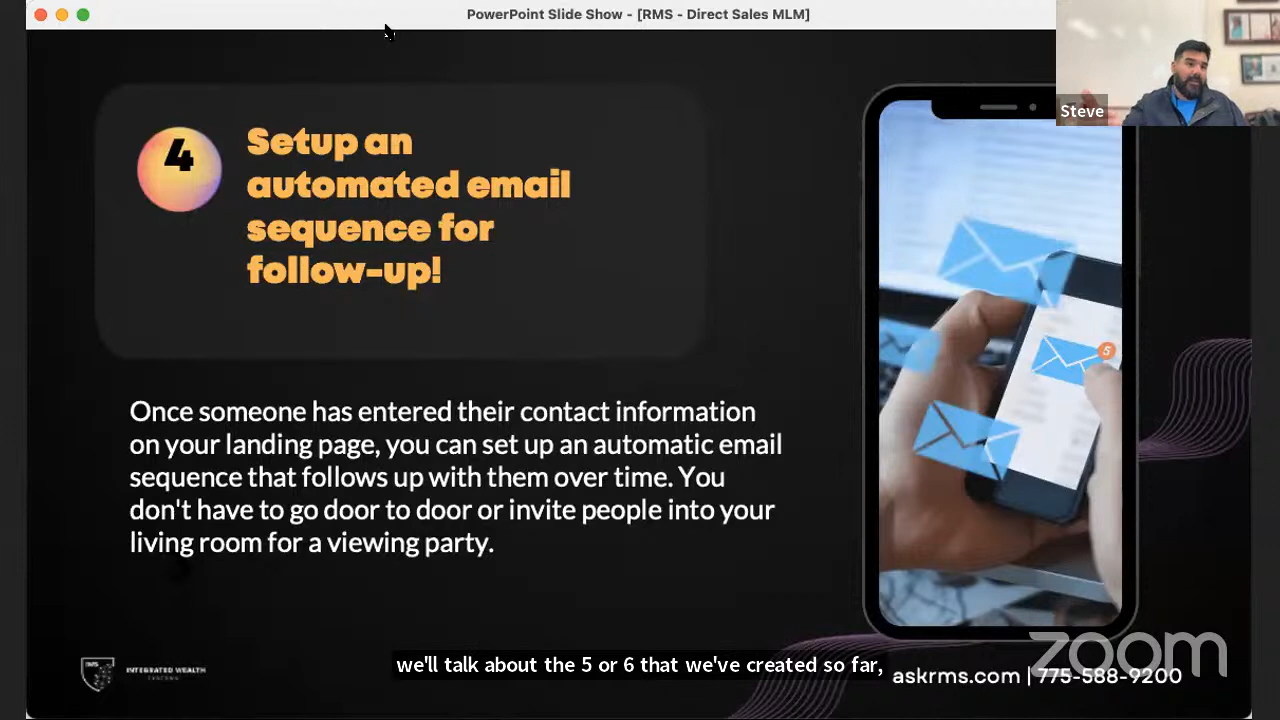 PowerPoint Slide Show - [RMS - Direct Sales MLM]
Steve
4
Setup an
automated email
sequence for
follow-up!
5
Once someone has entered their contact information
on your landing page, you can set up an automatic email
sequence that follows up with them over time. You
don't have to go door to door or invite people into your
living room for a viewing party.
RMS
INTEGRATED WEALTH
SYSTEMS
we'll talk about the 5 or 6 that we've created so far,
askrms.com | 775-588-9200
zoom